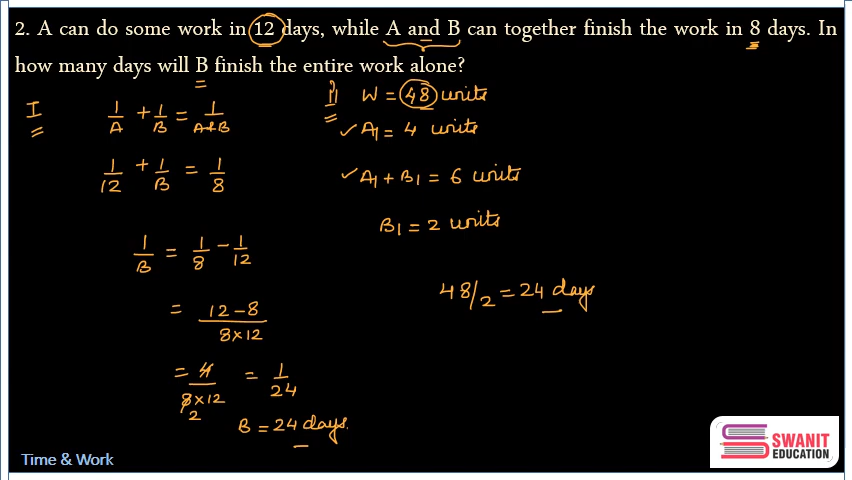 2. A can do some work in 12 days, while A and B can together finish the work in 8 days. In
how many days will B finish the entire work alone?
I
1/A + 1/B = 1/A&B
1/12 + 1/B = 1/8
1/B = 1/8 - 1/12
= 12-8/8×12
= 4/8×12 = 1/24
2
B = 24 days.
II W = 48 units
✓A1 = 4 units
✓A1 + B1 = 6 units
B1 = 2 units
48/2 = 24 days
SWANIT
EDUCATION
Time & Work